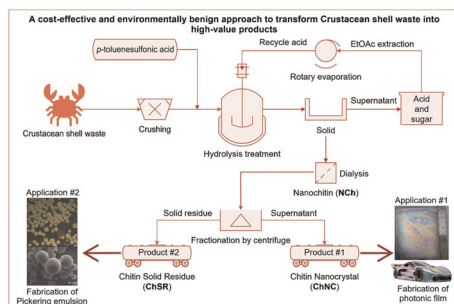 A cost-effective and environmentally benign approach to transform Crustacean shell waste into
high-value products
p-toluenesulfonic acid
Recycle acid
EtOAc extraction
Rotary evaporation
Supernatant
Acid
and
sugar
Crustacean shell waste
Crushing
Hydrolysis treatment
Solid
Dialysis
Nanochitin (NCh)
Application #2
Application #1
Solid residue
Supernatant
Fractionation by centrifuge
Product #2
Product #1
Chitin Solid Residue
(ChSR)
Chitin Nanocrystal
(ChNC)
Fabrication of
Pickering emulsion
Fabrication of
photonic film